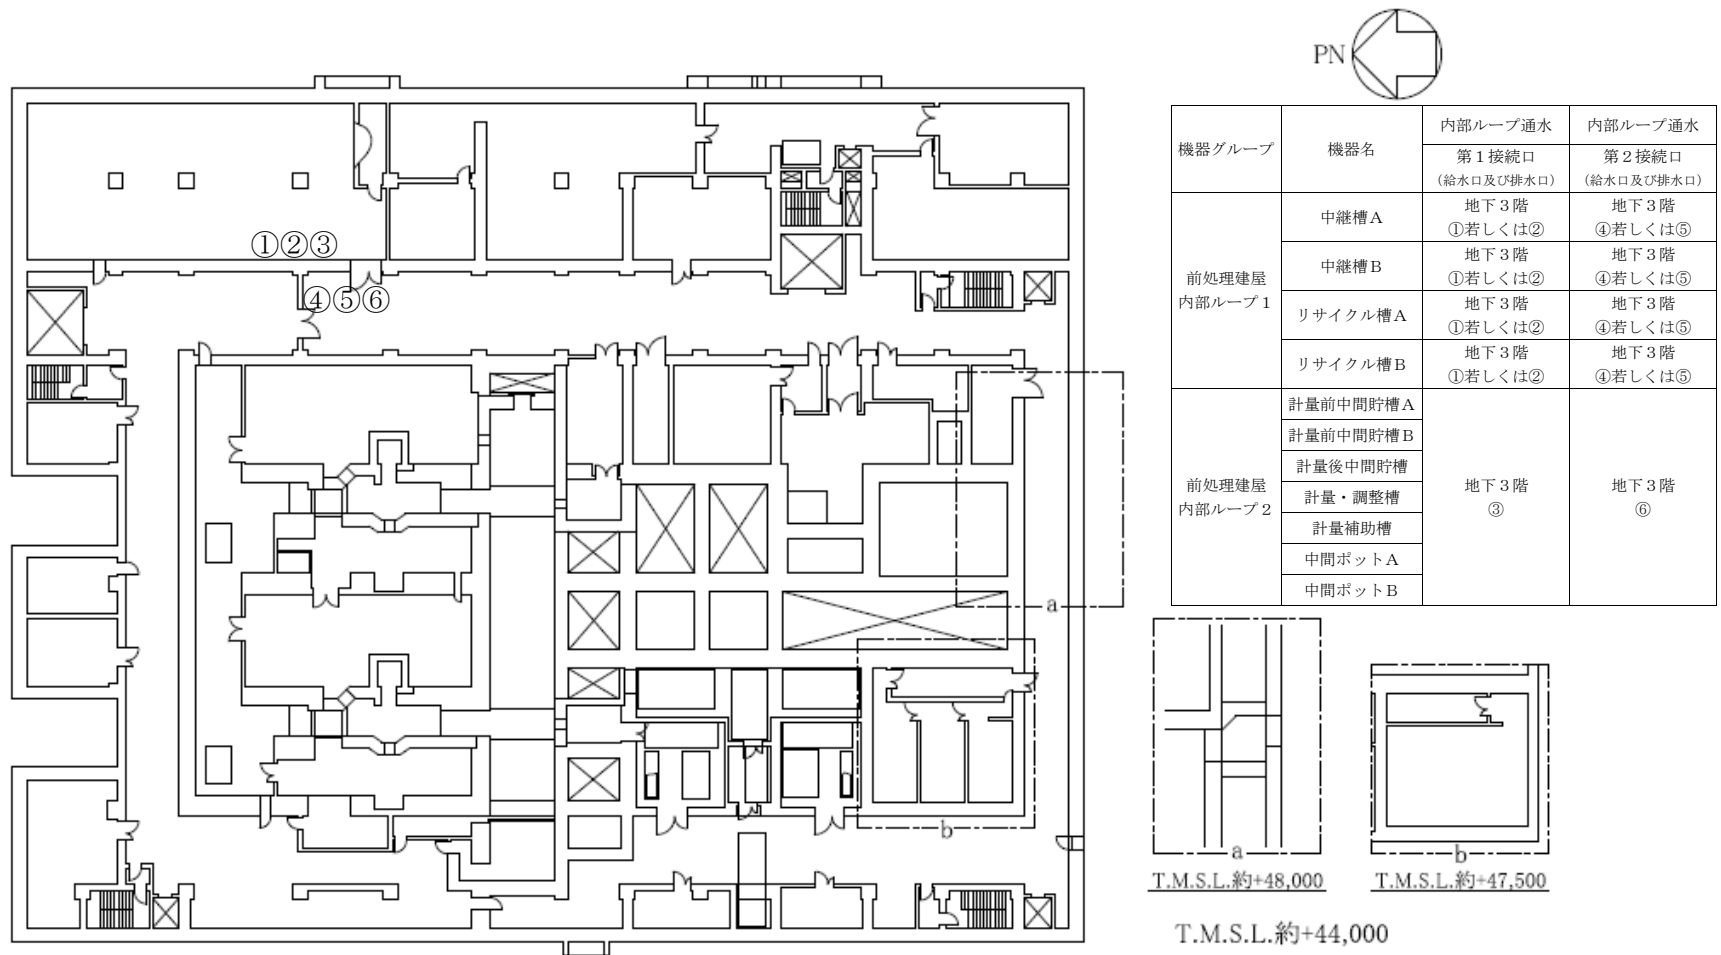 PN
①②③
④⑤⑥
a
b
機器グループ
機器名
内部ループ通水
第1接続口
(給水口及び排水口)
内部ループ通水
第2接続口
(給水口及び排水口)
前処理建屋
内部ループ1
中継槽A
地下3階
①若しくは②
地下3階
④若しくは⑤
中継槽B
地下3階
①若しくは②
地下3階
④若しくは⑤
リサイクル槽A
地下3階
①若しくは②
地下3階
④若しくは⑤
リサイクル槽B
地下3階
①若しくは②
地下3階
④若しくは⑤
前処理建屋
内部ループ2
計量前中間貯槽A
計量前中間貯槽B
計量後中間貯槽
計量・調整槽
計量補助槽
中間ポットA
中間ポットB
地下3階
③
地下3階
⑥
a
T.M.S.L.約+48,000
b
T.M.S.L.約+47,500
T.M.S.L.約+44,000